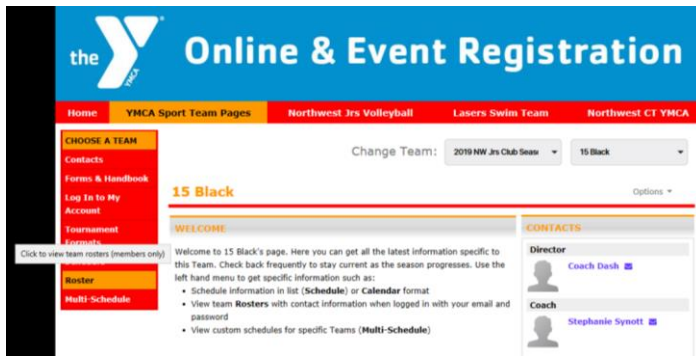 the
YMCA
Online & Event Registration
Home YMCA Sport Team Pages Northwest Jrs Volleyball Lasers Swim Team Northwest CT YMCA
CHOOSE A TEAM
Contacts
Forms & Handbook
Log In to My
Account
Tournament
Formats
Click to view team rosters (members only)
Roster
Multi-Schedule
Change Team: 2019 NW Jrs Club Seas 15 Black
15 Black
Options
WELCOME
Welcome to 15 Black's page. Here you can get all the latest information specific to
this Team. Check back frequently to stay current as the season progresses. Use the
left hand menu to get specific information such as:
• Schedule information in list (Schedule) or Calendar format
• View team Rosters with contact information when logged in with your email and
password
• View custom schedules for specific Teams (Multi-Schedule)
CONTACTS
Director
Coach Dash
Coach
Stephanie Synott